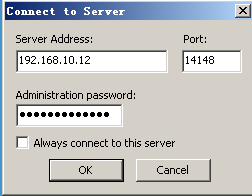 Connect to Server
Server Address: Port:
192.168.10.12 14148
Administration password:
●●●●●●●●●●●●●
Always connect to this server
OK Cancel